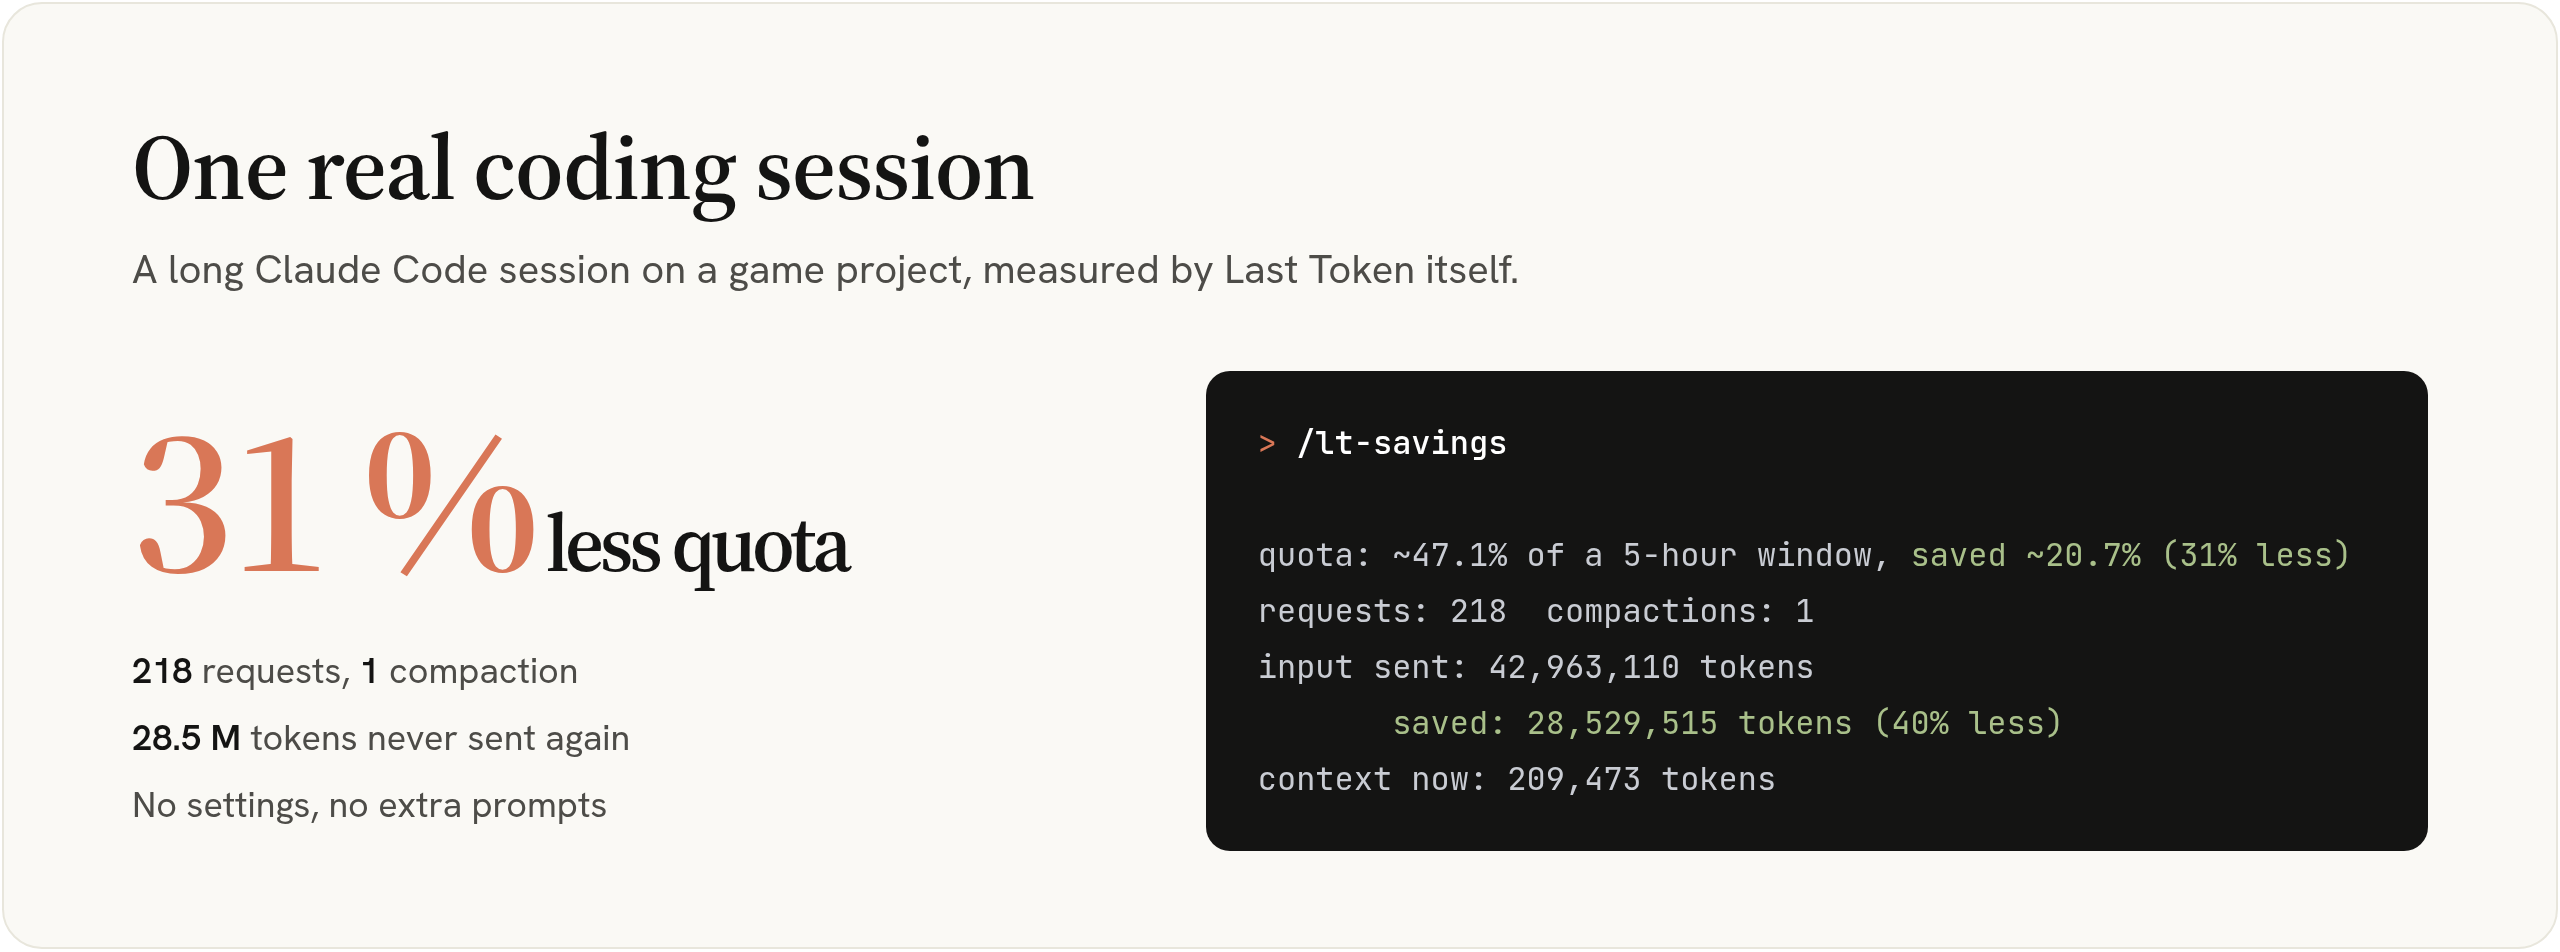 One real coding session
A long Claude Code session on a game project, measured by Last Token itself.
31 % less quota
218 requests, 1 compaction
28.5 M tokens never sent again
No settings, no extra prompts
> /lt-savings
quota: ~47.1% of a 5-hour window, saved ~20.7% (31% less)
requests: 218  compactions: 1
input sent: 42,963,110 tokens
saved: 28,529,515 tokens (40% less)
context now: 209,473 tokens